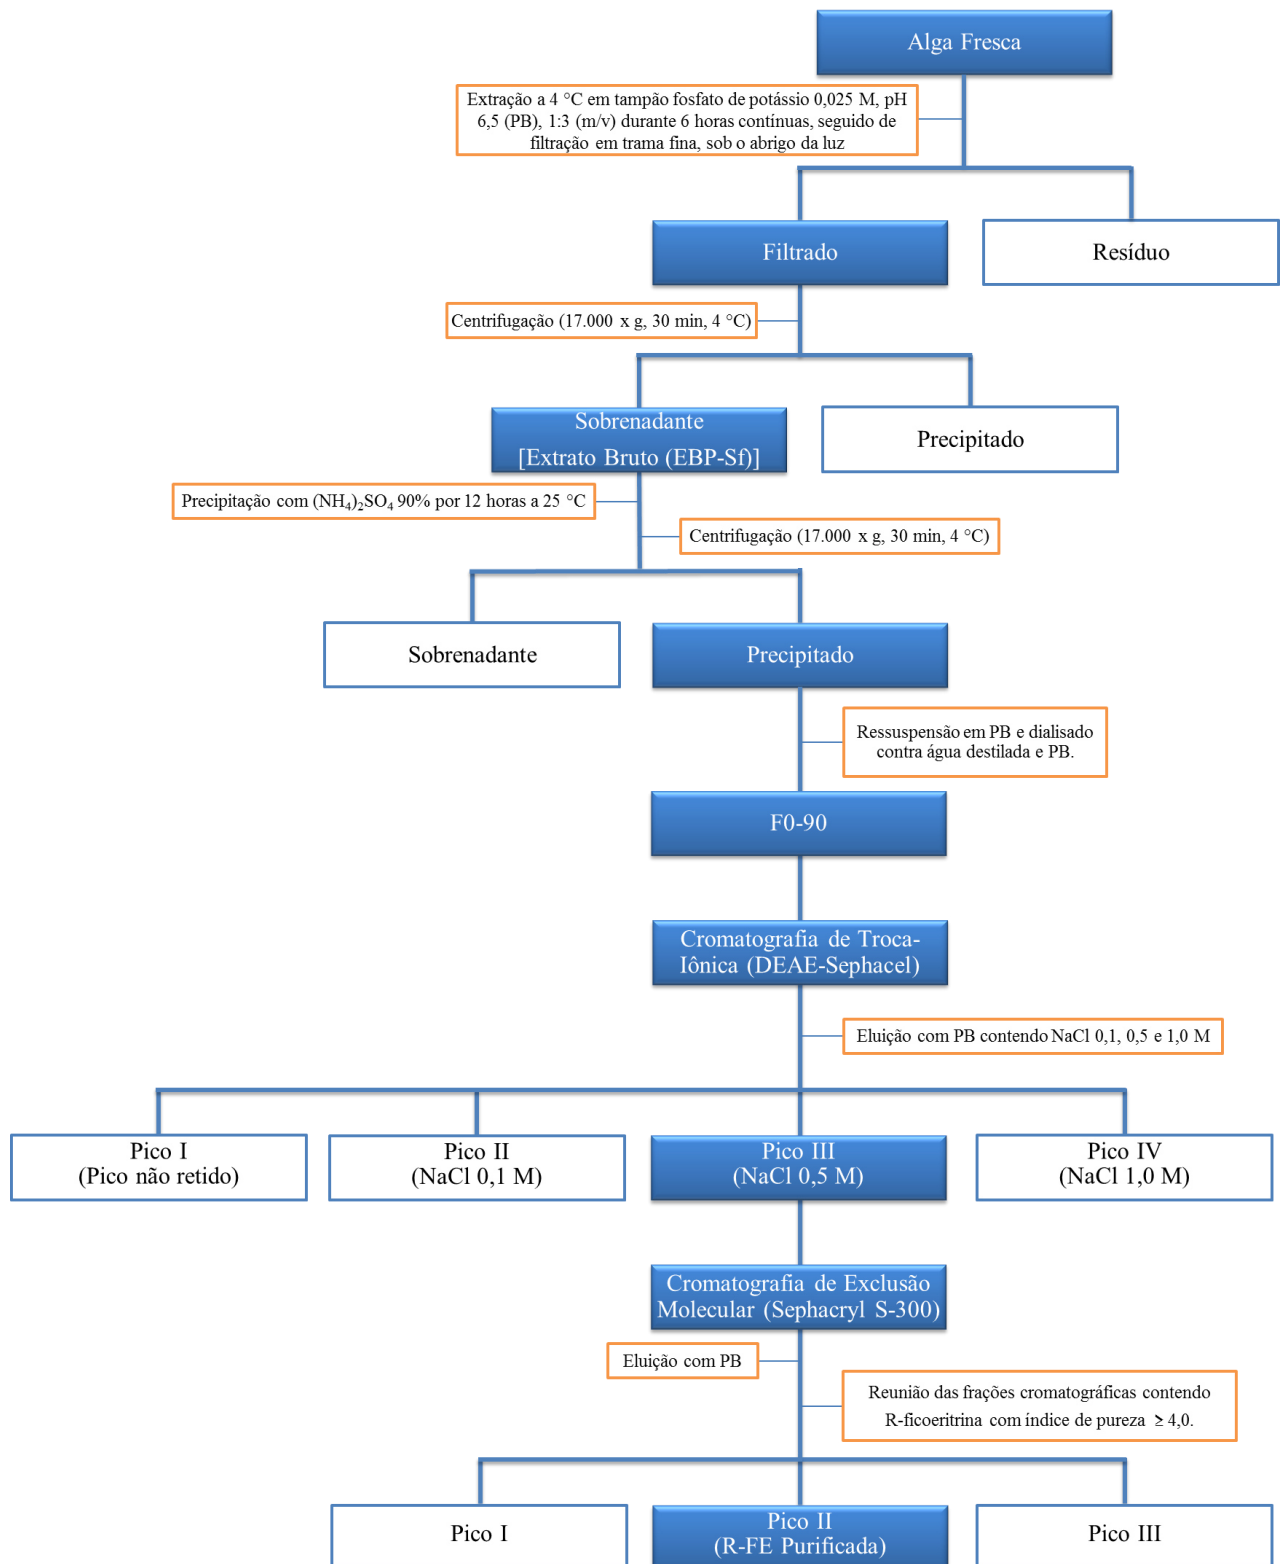 Alga Fresca
Extração a 4 °C em tampão fosfato de potássio 0,025 M, pH
6,5 (PB), 1:3 (m/v) durante 6 horas contínuas, seguido de
filtração em trama fina, sob o abrigo da luz
Filtrado
Resíduo
Centrifugação (17.000 x g, 30 min, 4 °C)
Sobrenadante
[Extrato Bruto (EBP-Sf)]
Precipitado
Precipitação com (NH₄)₂SO₄ 90% por 12 horas a 25 °C
Centrifugação (17.000 x g, 30 min, 4 °C)
Sobrenadante
Precipitado
Ressuspensão em PB e dialisado
contra água destilada e PB.
F0-90
Cromatografia de Troca-
Iônica (DEAE-Sephacel)
Eluição com PB contendo NaCl 0,1, 0,5 e 1,0 M
Pico I
(Pico não retido)
Pico II
(NaCl 0,1 M)
Pico III
(NaCl 0,5 M)
Pico IV
(NaCl 1,0 M)
Cromatografia de Exclusão
Molecular (Sephacryl S-300)
Eluição com PB
Reunião das frações cromatográficas contendo
R-ficoeritrina com índice de pureza ≥ 4,0.
Pico I
Pico II
(R-FE Purificada)
Pico III